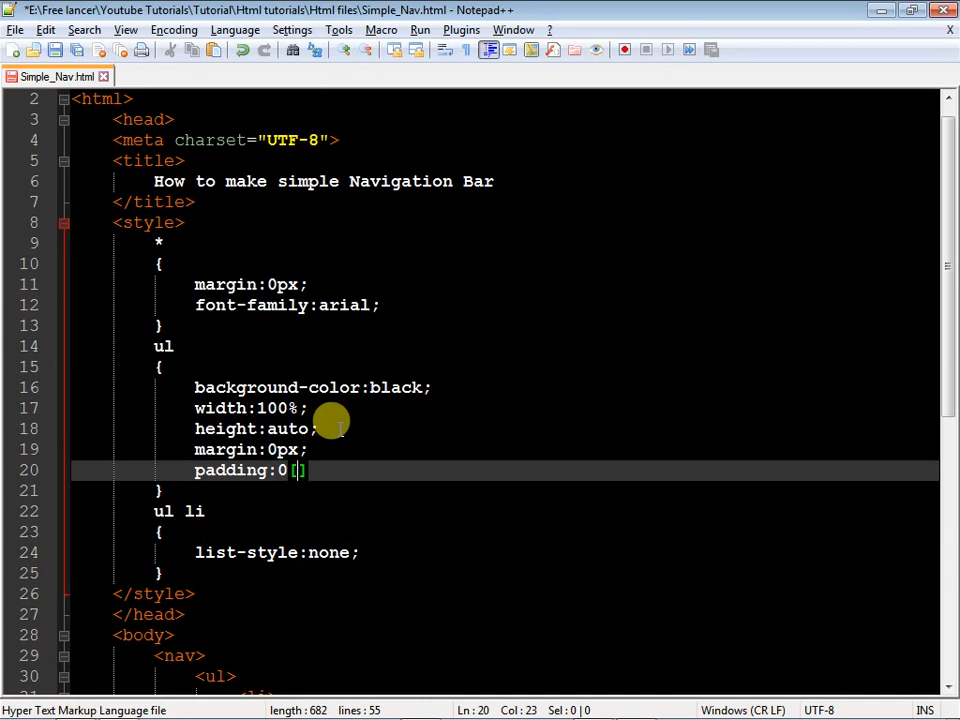 *E:\Free lancer\Youtube Tutorials\Tutorial\Html tutorials\Html files\Simple_Nav.html - Notepad++
File Edit Search View Encoding Language Settings Tools Macro Run Plugins Window ? X
Simple_Nav.html
2 <html>
3 <head>
4 <meta charset="UTF-8">
5 <title>
6 How to make simple Navigation Bar
7 </title>
8 <style>
9 *
10 {
11 margin:0px;
12 font-family:arial;
13 }
14 ul
15 {
16 background-color:black;
17 width:100%;
18 height:auto;
19 margin:0px;
20 padding:0[]
21 }
22 ul li
23 {
24 list-style:none;
25 }
26 </style>
27 </head>
28 <body>
29 <nav>
30 <ul>
31 <li>
Hyper Text Markup Language file length : 682 lines : 55 Ln : 20 Col : 23 Sel : 0 | 0 Windows (CR LF) UTF-8 INS